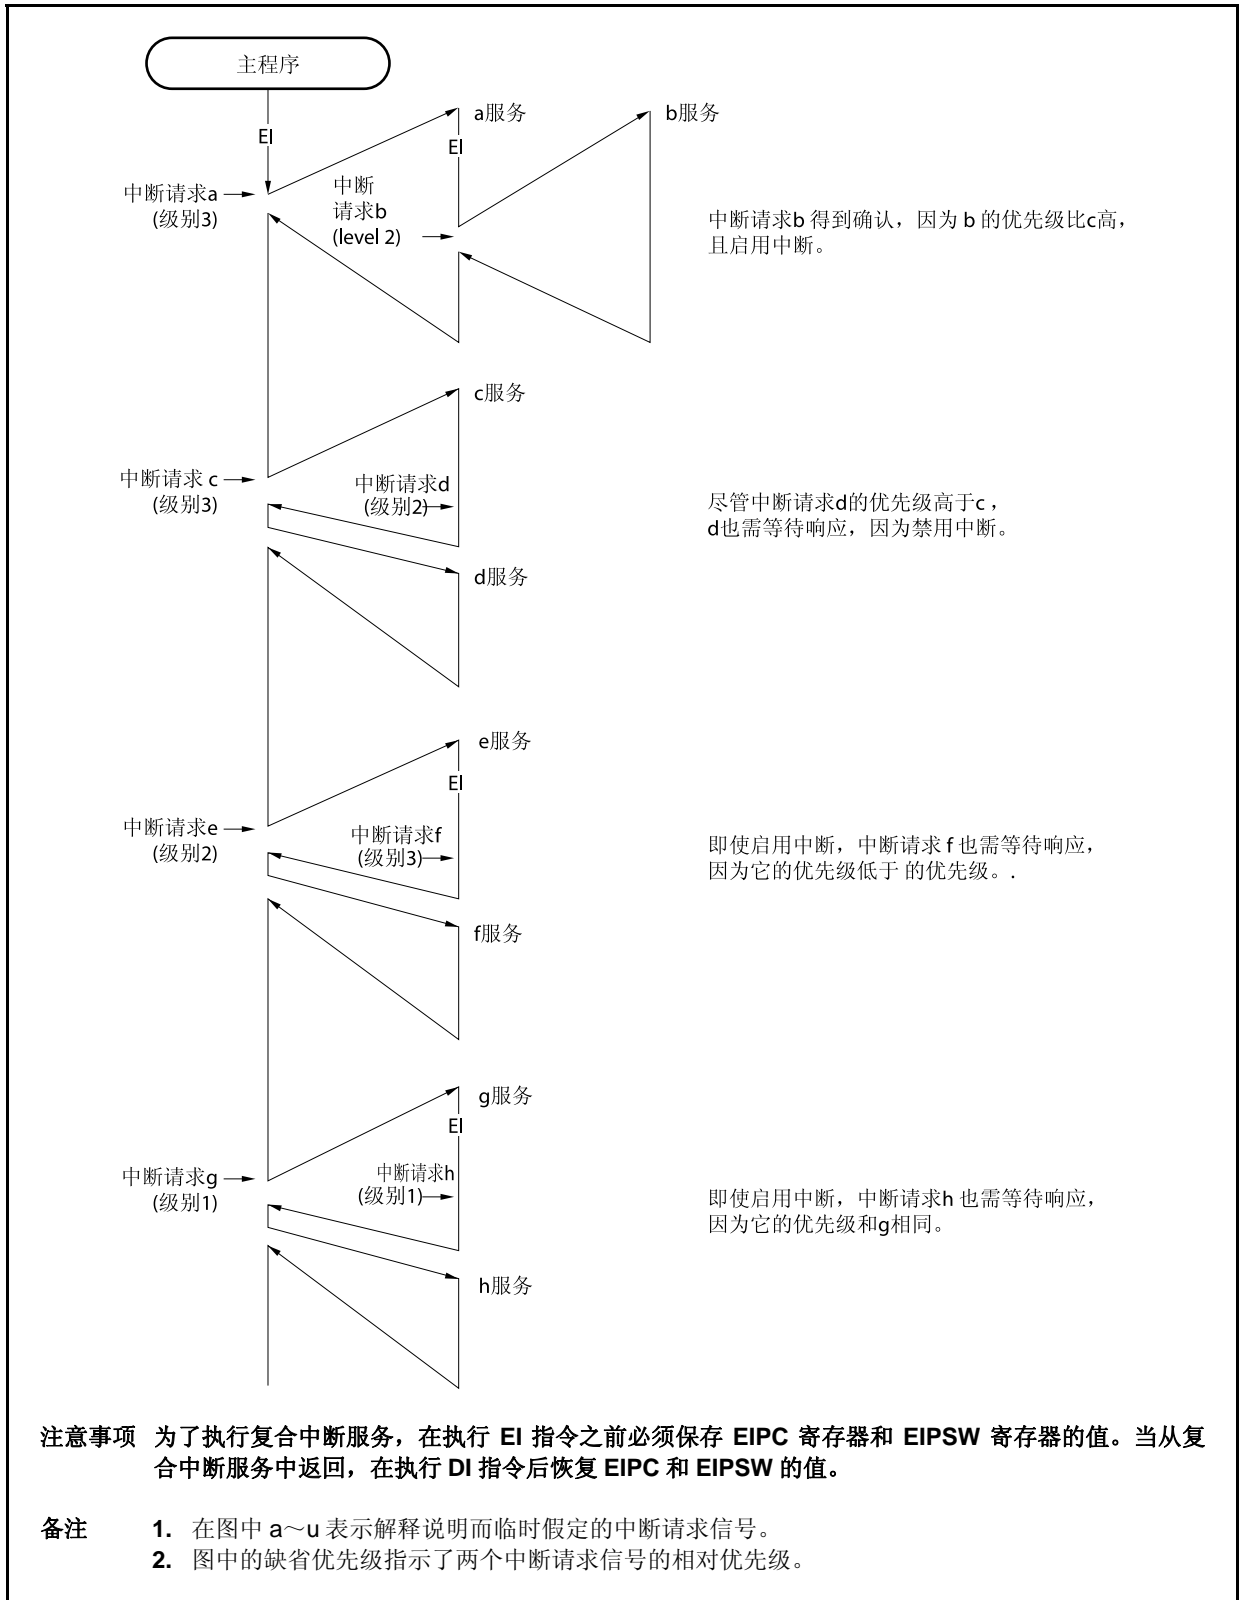 主程序
EI
a服务
b服务
EI
中断请求a
(级别3)
中断
请求b
(level 2)
中断请求b 得到确认，因为 b 的优先级比c高，
且启用中断。
c服务
中断请求 c
(级别3)
中断请求d
(级别2)
尽管中断请求d的优先级高于c ，
d也需等待响应，因为禁用中断。
d服务
e服务
EI
中断请求e
(级别2)
中断请求f
(级别3)
即使启用中断，中断请求 f 也需等待响应，
因为它的优先级低于 的优先级。.
f服务
g服务
EI
中断请求g
(级别1)
中断请求h
(级别1)
即使启用中断，中断请求h 也需等待响应，
因为它的优先级和g相同。
h服务
注意事项 为了执行复合中断服务，在执行 EI 指令之前必须保存 EIPC 寄存器和 EIPSW 寄存器的值。当从复
合中断服务中返回，在执行 DI 指令后恢复 EIPC 和 EIPSW 的值。
备注 1. 在图中 a～u 表示解释说明而临时假定的中断请求信号。
2. 图中的缺省优先级指示了两个中断请求信号的相对优先级。